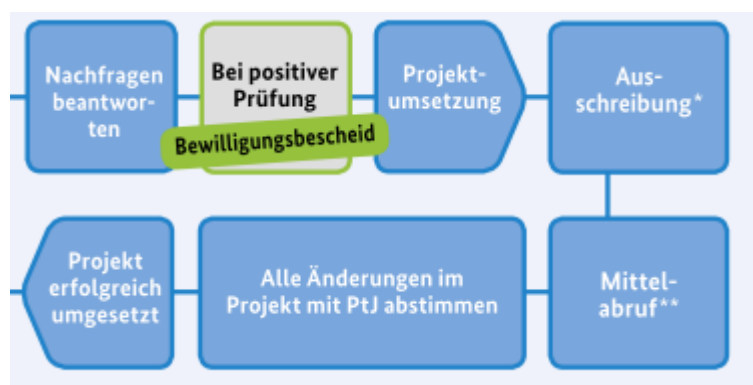 Nachfragen
beantwor-
ten
Bei positiver
Prüfung
Bewilligungsbescheid
Projekt-
umsetzung
Aus-
schreibung*
Projekt
erfolgreich
umgesetzt
Alle Änderungen im
Projekt mit PtJ abstimmen
Mittel-
abruf**